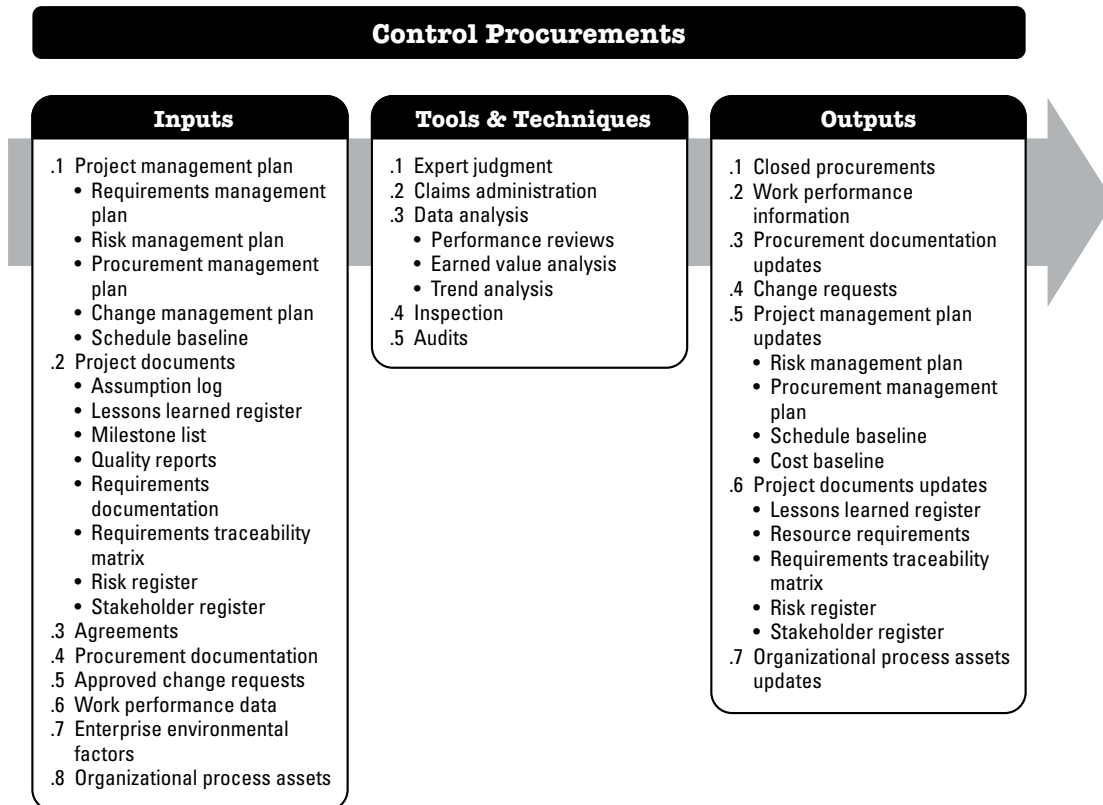 Control Procurements
Inputs
.1 Project management plan
• Requirements management
plan
• Risk management plan
• Procurement management
plan
• Change management plan
• Schedule baseline
.2 Project documents
• Assumption log
• Lessons learned register
• Milestone list
• Quality reports
• Requirements
documentation
• Requirements traceability
matrix
• Risk register
• Stakeholder register
.3 Agreements
.4 Procurement documentation
.5 Approved change requests
.6 Work performance data
.7 Enterprise environmental
factors
.8 Organizational process assets
Tools & Techniques
.1 Expert judgment
.2 Claims administration
.3 Data analysis
• Performance reviews
• Earned value analysis
• Trend analysis
.4 Inspection
.5 Audits
Outputs
.1 Closed procurements
.2 Work performance
information
.3 Procurement documentation
updates
.4 Change requests
.5 Project management plan
updates
• Risk management plan
• Procurement management
plan
• Schedule baseline
• Cost baseline
.6 Project documents updates
• Lessons learned register
• Resource requirements
• Requirements traceability
matrix
• Risk register
• Stakeholder register
.7 Organizational process assets
updates